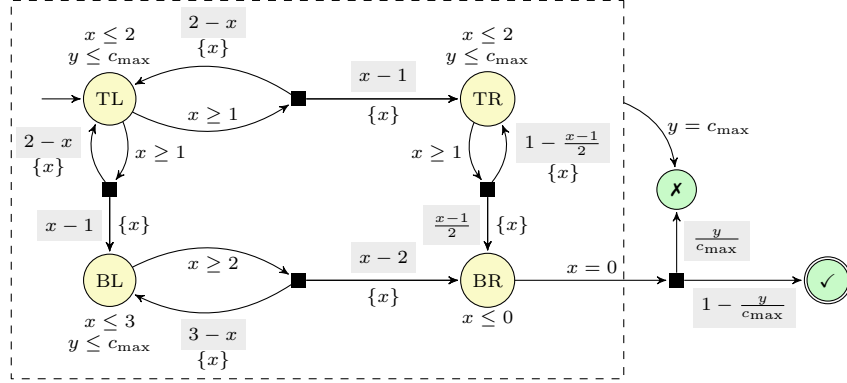 2 − x
{x}
x ≤ 2
y ≤ c_max
TL
x ≥ 1
x − 1
{x}
x ≤ 2
y ≤ c_max
TR
2 − x
{x}
x ≥ 1
x ≥ 1
1 − (x−1)/2
{x}
y = c_max
✗
x − 1
{x}
(x−1)/2
{x}
y/c_max
BL
x ≥ 2
x − 2
{x}
BR
x = 0
✓
1 − y/c_max
x ≤ 3
y ≤ c_max
3 − x
{x}
x ≤ 0